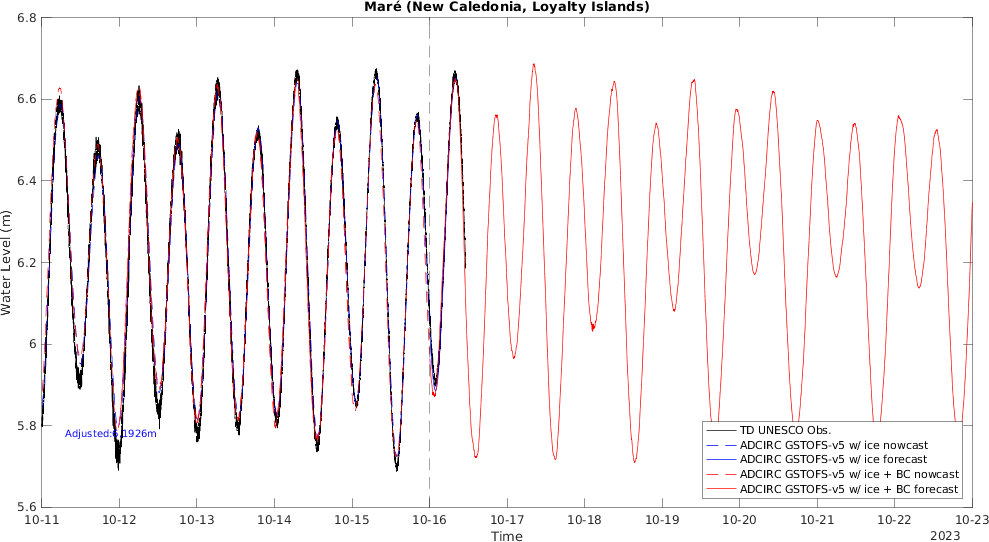 Maré (New Caledonia, Loyalty Islands)
6.8
6.6
6.4
6.2
6
5.8
5.6
Water Level (m)
Adjusted:6.1926m
TD UNESCO Obs.
ADCIRC GSTOFS-v5 w/ ice nowcast
ADCIRC GSTOFS-v5 w/ ice forecast
ADCIRC GSTOFS-v5 w/ ice + BC nowcast
ADCIRC GSTOFS-v5 w/ ice + BC forecast
10-11 10-12 10-13 10-14 10-15 10-16 10-17 10-18 10-19 10-20 10-21 10-22 10-23
Time
2023